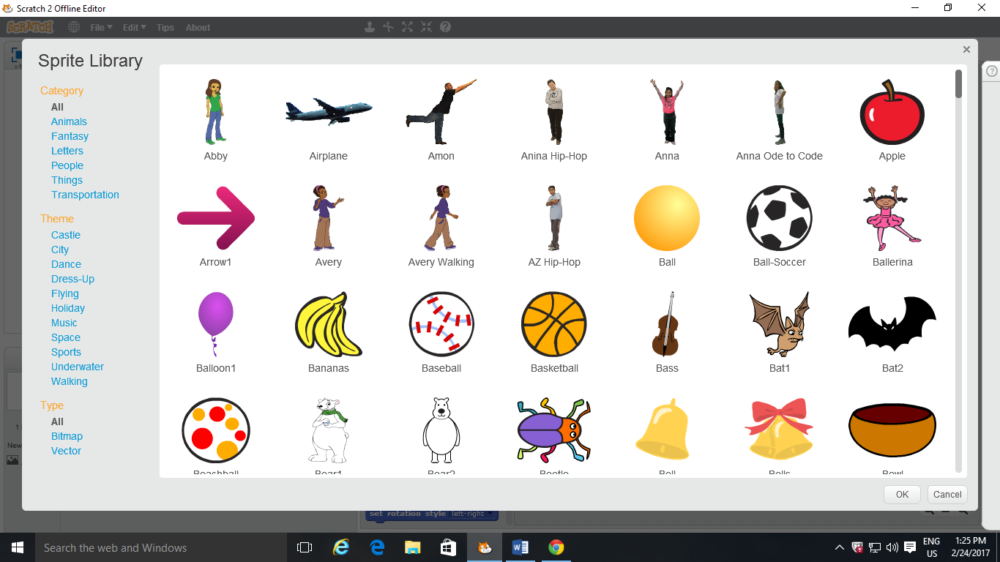 Scratch 2 Offline Editor
SCRATCH File Edit Tips About
Sprite Library
Category
All
Animals
Fantasy
Letters
People
Things
Transportation
Theme
Castle
City
Dance
Dress-Up
Flying
Holiday
Music
Space
Sports
Underwater
Walking
Type
All
Bitmap
Vector
Abby Airplane Amon Anina Hip-Hop Anna Anna Ode to Code Apple
Arrow1 Avery Avery Walking AZ Hip-Hop Ball Ball-Soccer Ballerina
Balloon1 Bananas Baseball Basketball Bass Bat1 Bat2
Beachball Bear1 Bear2 Beetle Bell Bells Bowl
OK Cancel
New
set rotation style left-right
Search the web and Windows
ENG
US
1:25 PM
2/24/2017